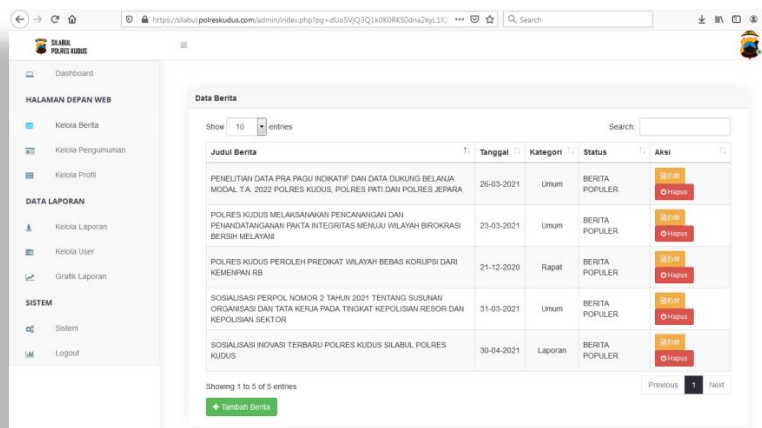 https://silabul.polreskudus.com/admin/index.php?pg=
Search
SILABUL
POLRES KUDUS
Dashboard
HALAMAN DEPAN WEB
Kelola Berita
Kelola Pengumuman
Kelola Profil
DATA LAPORAN
Kelola Laporan
Kelola User
Grafik Laporan
SISTEM
Sistem
Logout
Data Berita
Show 10 entries
Search:
Judul Berita Tanggal Kategori Status Aksi
PENELITIAN DATA PRA PAGU INDIKATIF DAN DATA DUKUNG BELANJA
MODAL T.A. 2022 POLRES KUDUS, POLRES PATI DAN POLRES JEPARA
26-03-2021
Umum
BERITA
POPULER
Edit
Hapus
POLRES KUDUS MELAKSANAKAN PENCANANGAN DAN
PENANDATANGANAN PAKTA INTEGRITAS MENUJU WILAYAH BIROKRASI
BERSIH MELAYANI
23-03-2021
Umum
BERITA
POPULER
Edit
Hapus
POLRES KUDUS PEROLEH PREDIKAT WILAYAH BEBAS KORUPSI DARI
KEMENPAN RB
21-12-2020
Rapat
BERITA
POPULER
Edit
Hapus
SOSIALISASI PERPOL NOMOR 2 TAHUN 2021 TENTANG SUSUNAN
ORGANISASI DAN TATA KERJA PADA TINGKAT KEPOLISIAN RESOR DAN
KEPOLISIAN SEKTOR
31-03-2021
Umum
BERITA
POPULER
Edit
Hapus
SOSIALISASI INOVASI TERBARU POLRES KUDUS SILABUL POLRES
KUDUS
30-04-2021
Laporan
BERITA
POPULER
Edit
Hapus
Showing 1 to 5 of 5 entries
Previous 1 Next
+ Tambah Berita